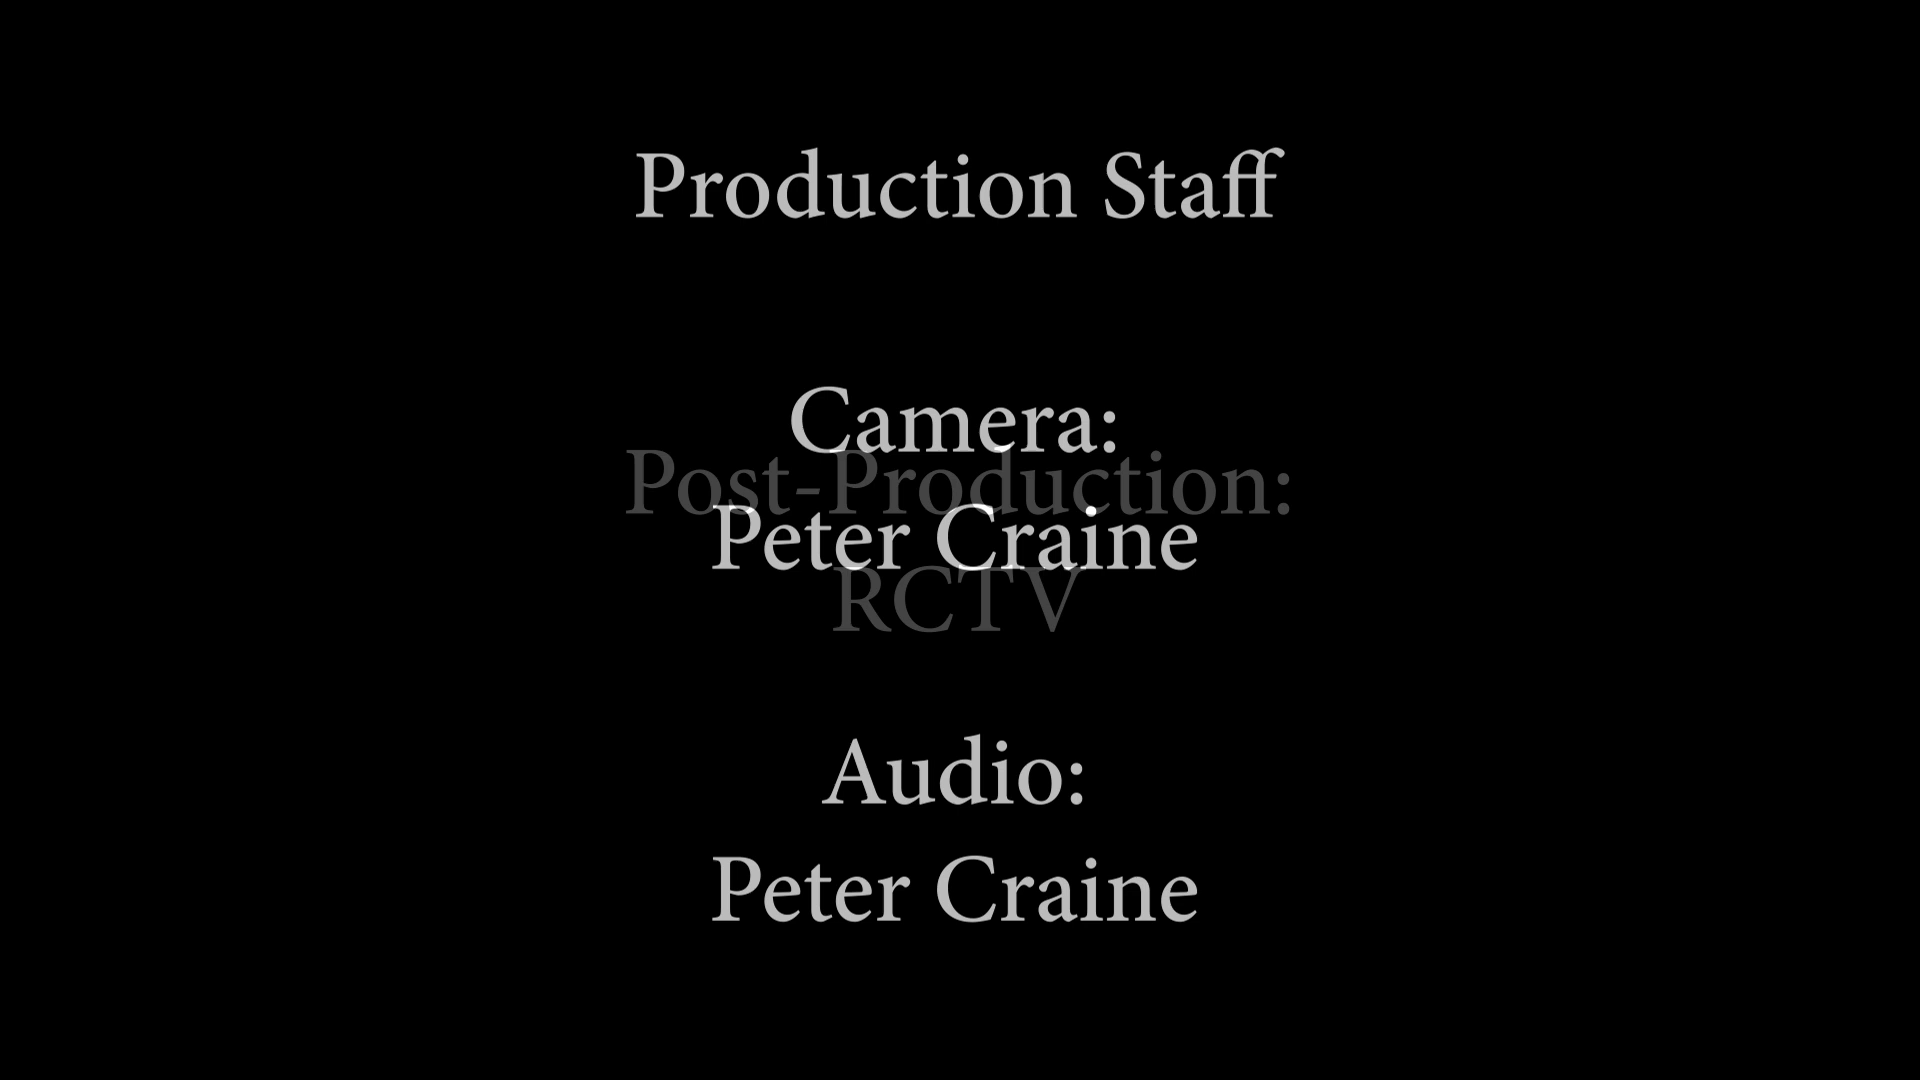 Production Staff
Camera:
Post-Production:
Peter Craine
RCTV
Audio:
Peter Craine